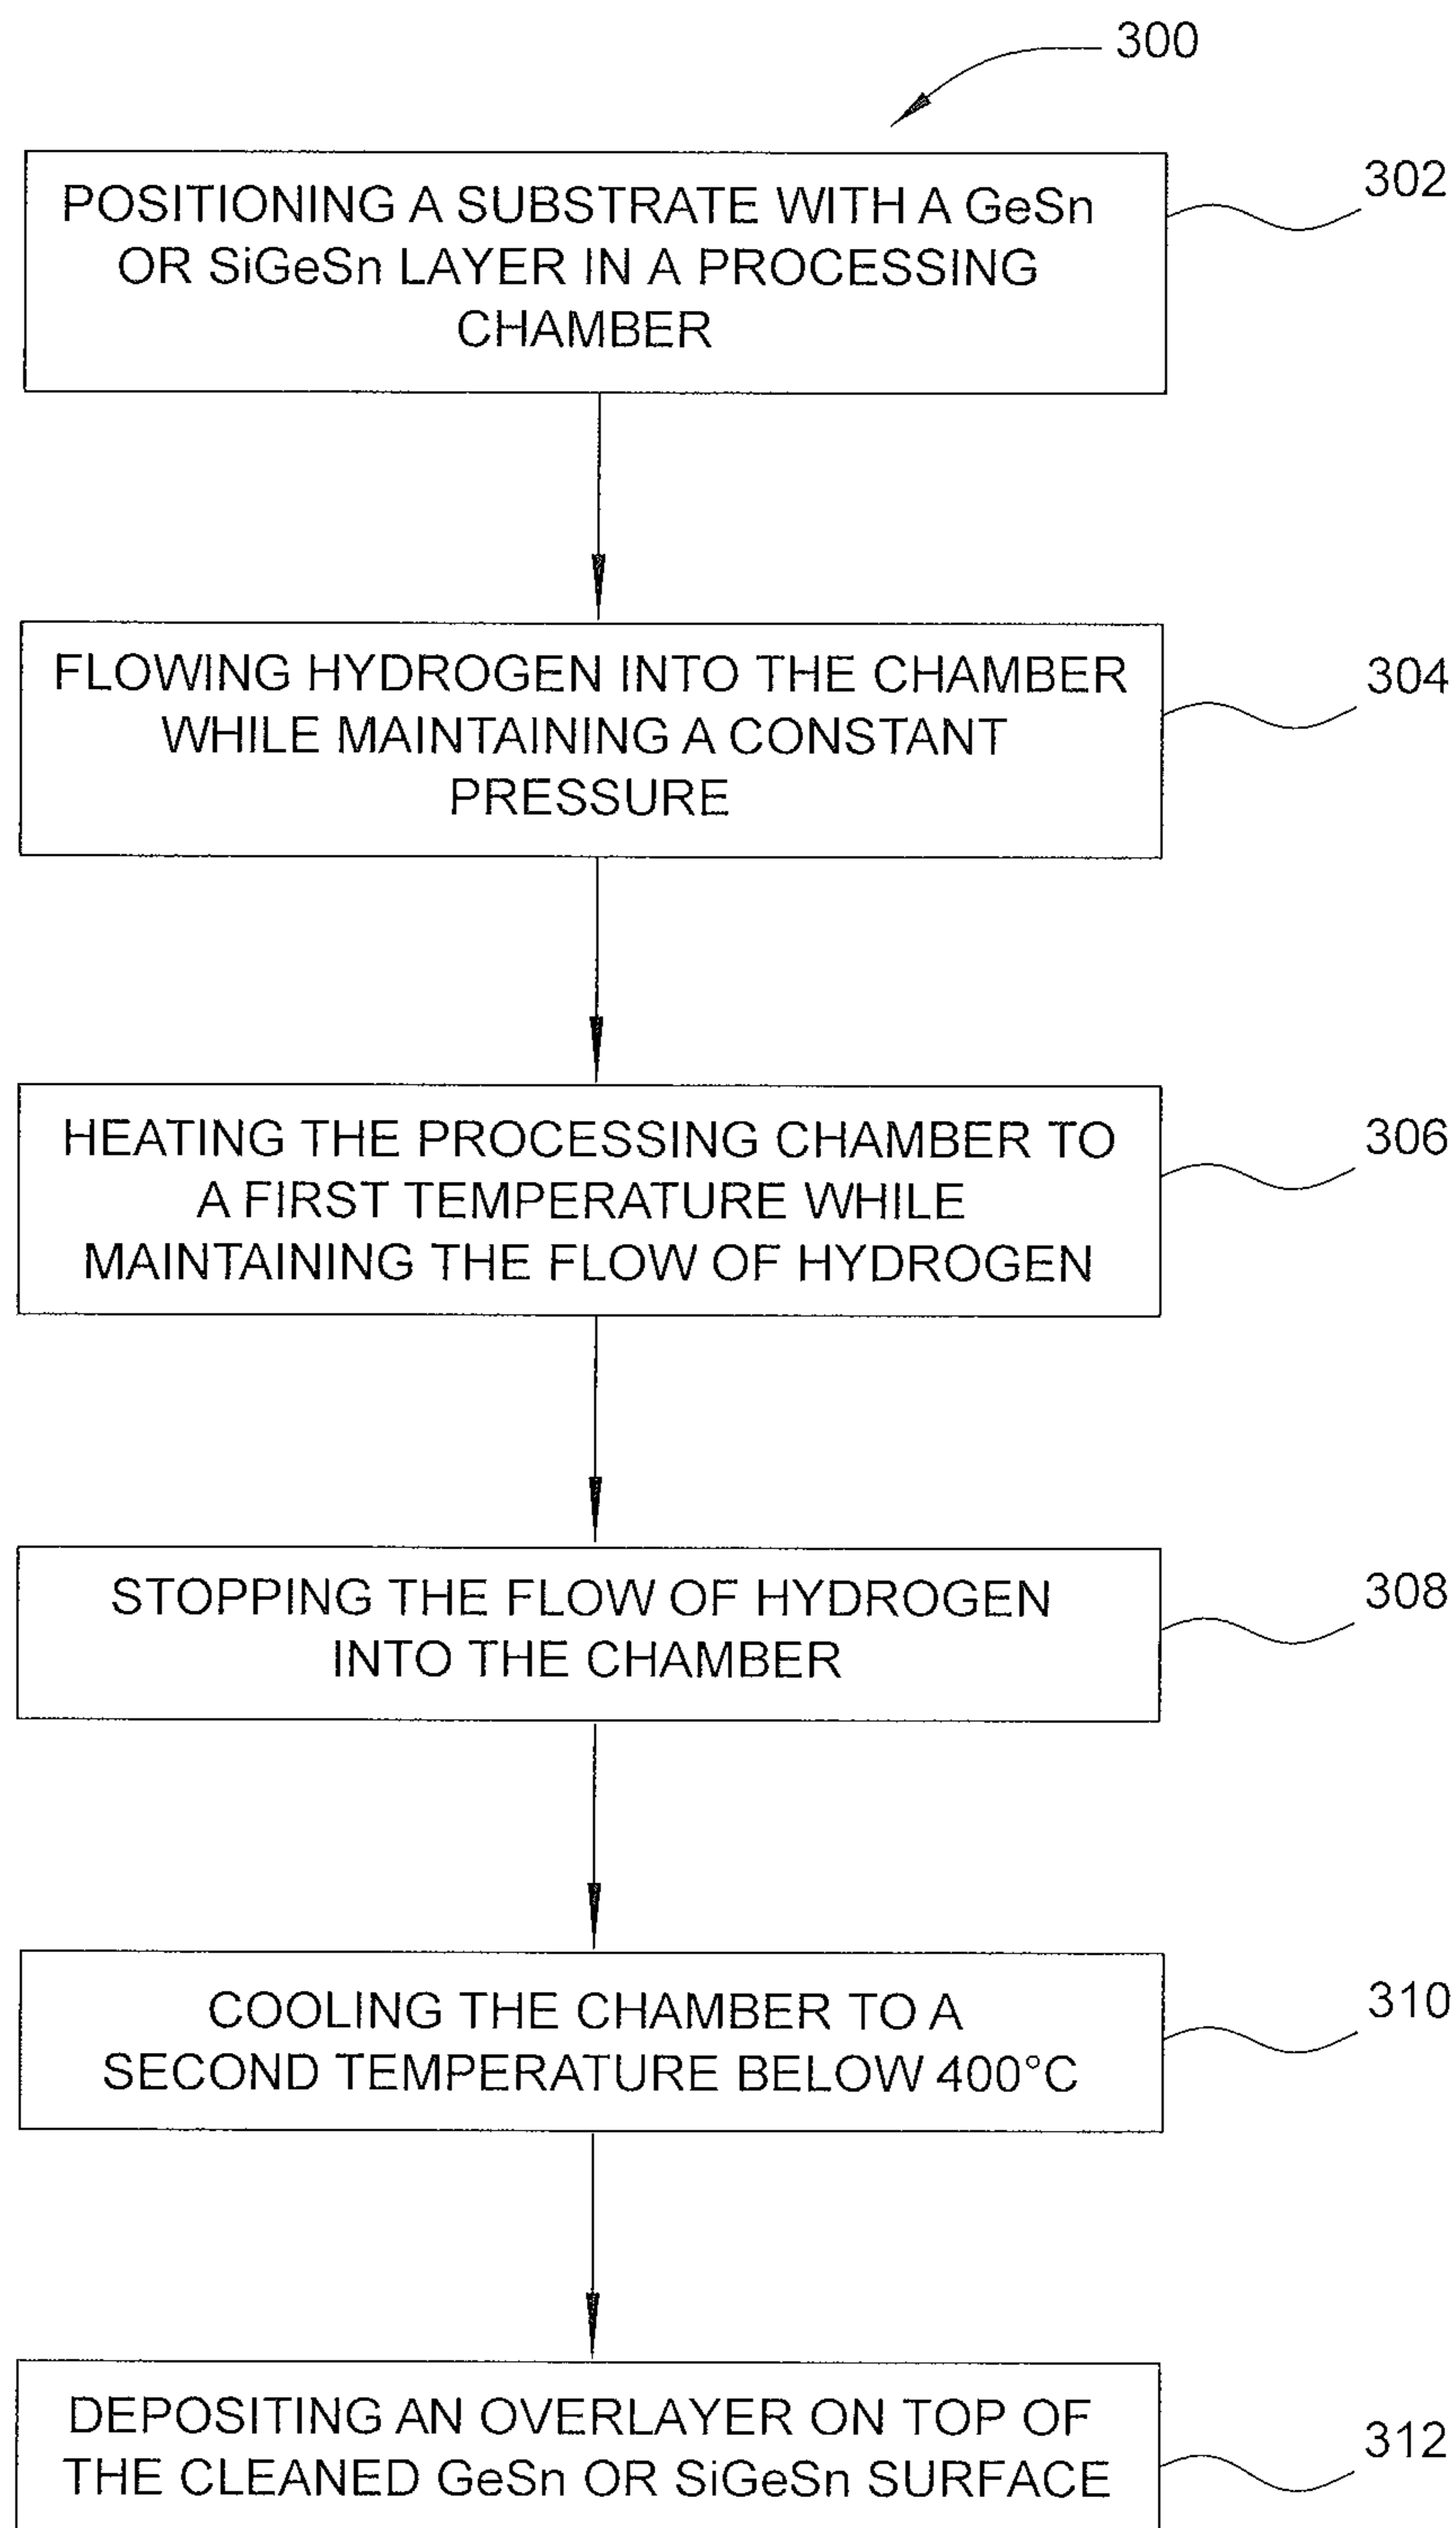 300
POSITIONING A SUBSTRATE WITH A GeSn
OR SiGeSn LAYER IN A PROCESSING
CHAMBER
302
FLOWING HYDROGEN INTO THE CHAMBER
WHILE MAINTAINING A CONSTANT
PRESSURE
304
HEATING THE PROCESSING CHAMBER TO
A FIRST TEMPERATURE WHILE
MAINTAINING THE FLOW OF HYDROGEN
306
STOPPING THE FLOW OF HYDROGEN
INTO THE CHAMBER
308
COOLING THE CHAMBER TO A
SECOND TEMPERATURE BELOW 400°C
310
DEPOSITING AN OVERLAYER ON TOP OF
THE CLEANED GeSn OR SiGeSn SURFACE
312